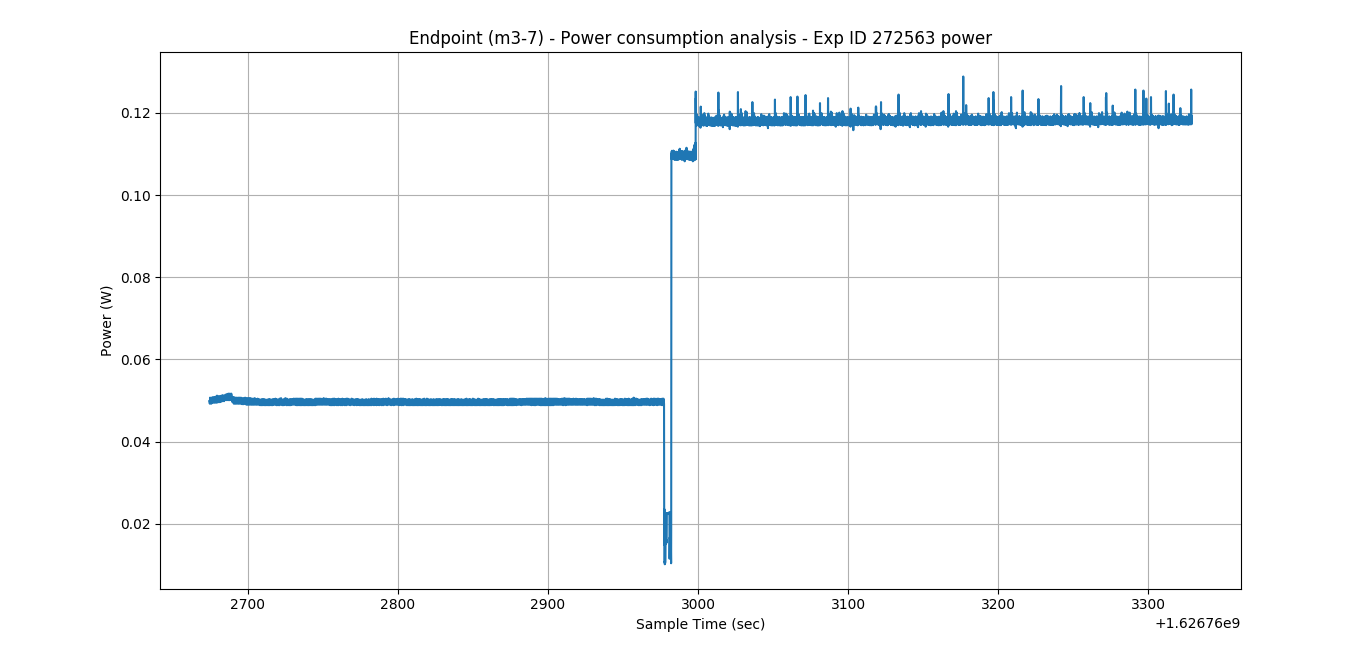 Endpoint (m3-7) - Power consumption analysis - Exp ID 272563 power
0.12
0.10
0.08
0.06
0.04
0.02
Power (W)
2700 2800 2900 3000 3100 3200 3300
Sample Time (sec)
+1.62676e9